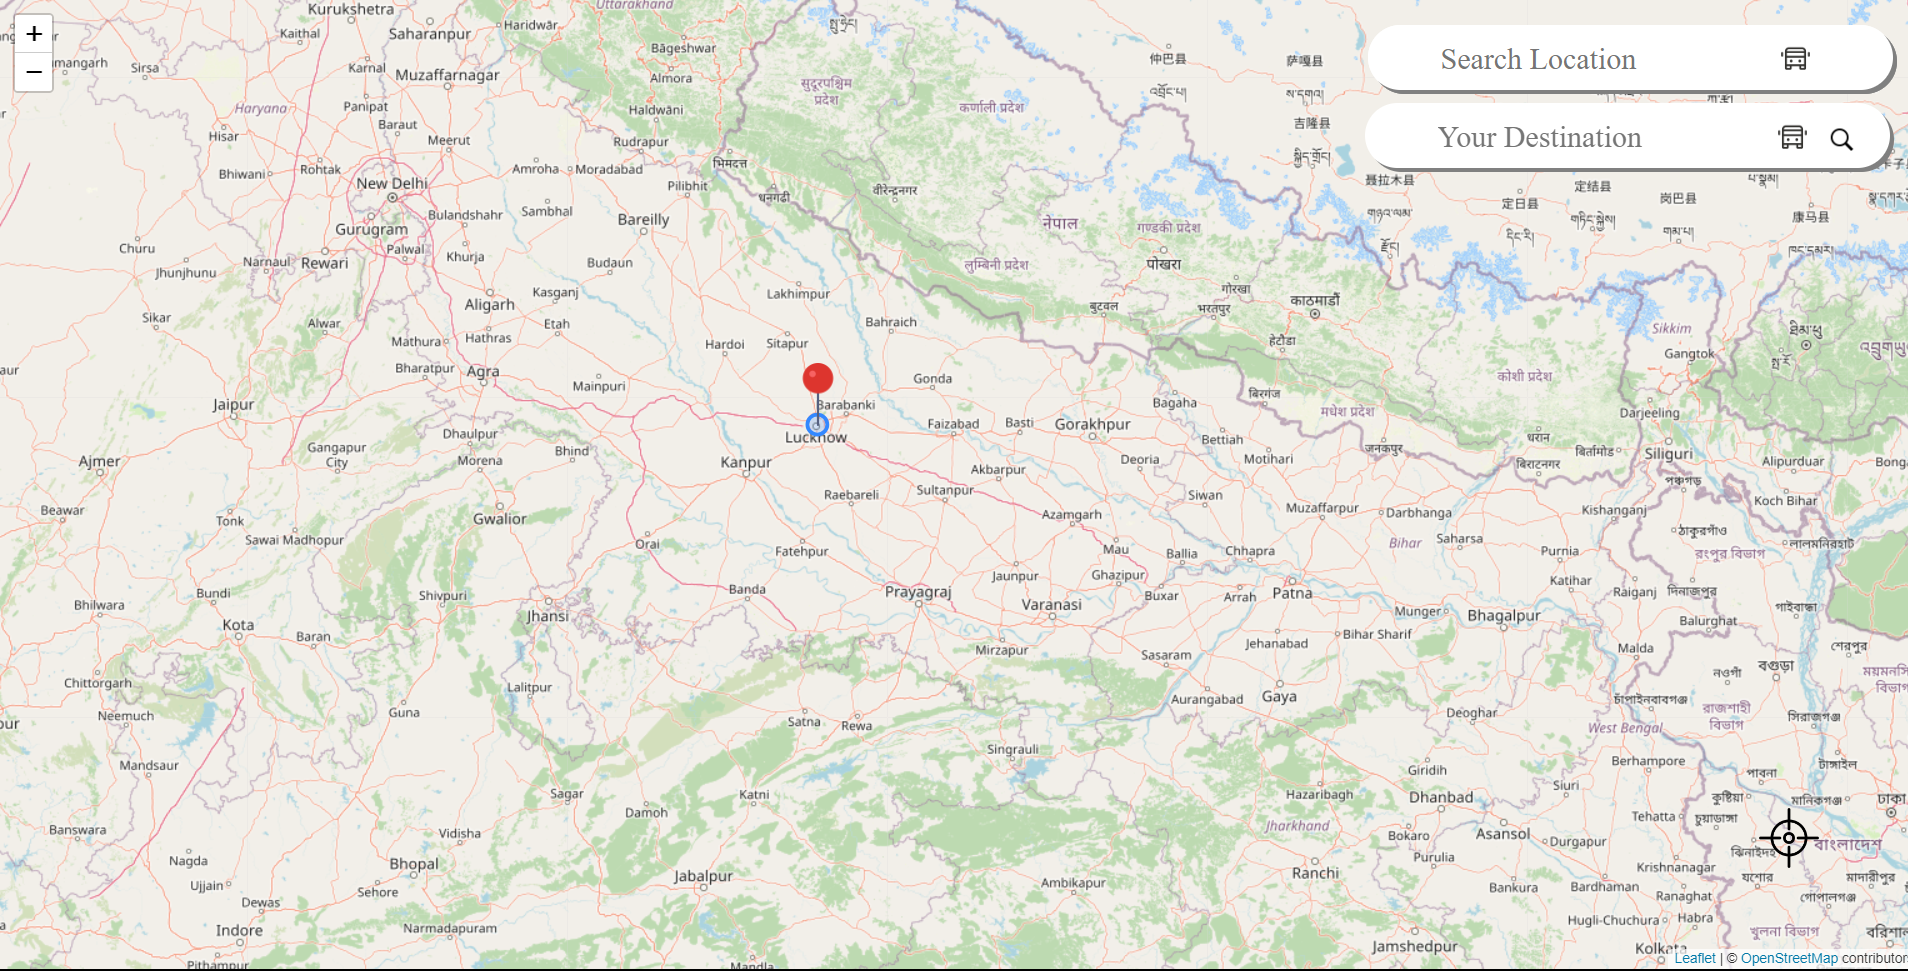 Uttarakhand
Kurukshetra
Kaithal
Saharanpur
Haridwār
Bāgeshwar
Search Location
+
−
Sirsa
Karnal
Muzaffarnagar
Almora
सुदूरपश्चिम
प्रदेश
कर्णाली प्रदेश
仲巴县
萨嘎县
Haryana
Panipat
Haldwāni
吉隆县
Hisar
Baraut
Meerut
Rudrapur
Your Destination
Bhiwani
Rohtak
Amroha
Moradabad
भिमदत्त
New Delhi
Pilibhit
धनगढी
वीरेन्द्रनगर
聂拉木县
定结县
定日县
岗巴县
康马县
Gurugram
Bulandshahr
Sambhal
Bareilly
नेपाल
गण्डकी प्रदेश
Churu
Palwal
Khurja
Jhunjhunu
Narnaul
Rewari
Budaun
लुम्बिनी प्रदेश
पोखरा
Aligarh
Kasganj
Lakhimpur
गोरखा
काठमाडौं
Sikar
Alwar
Etah
Bahraich
बुटवल
भरतपुर
Sikkim
Mathura
Hathras
Hardoi
Sitapur
हेटौडा
Gangtok
Bharatpur
Agra
Mainpuri
Gonda
कोशी प्रदेश
Jaipur
Barabanki
Bagaha
बिरगंज
मधेश प्रदेश
Darjeeling
Lucknow
Faizabad
Basti
Gorakhpur
Dhaulpur
Bettiah
जनकपुर
धरान
Gangapur
City
Morena
Bhind
बिराटनगर
बिर्तामोड
Siliguri
Ajmer
Kanpur
Akbarpur
Deoria
Motihari
Alipurduar
Raebareli
Sultanpur
Siwan
পঞ্চগড়
Koch Bihar
Beawar
Tonk
Gwalior
Azamgarh
Muzaffarpur
Darbhanga
Kishanganj
Sawai Madhopur
Orai
Fatehpur
Mau
Ballia
Chhapra
Bihar
Saharsa
Purnia
ঠাকুরগাঁও
রংপুর বিভাগ
লালমনিরহাট
Jaunpur
Ghazipur
Katihar
Bhilwara
Bundi
Shivpuri
Banda
Prayagraj
Varanasi
Buxar
Arrah
Patna
Munger
Bhagalpur
Raiganj
দিনাজপুর
গাইবান্ধা
Kota
Baran
Jhansi
Balurghat
Mirzapur
Jehanabad
Bihar Sharif
Malda
শেরপুর
Chittorgarh
Sasaram
নওগাঁ
বগুড়া
Lalitpur
Aurangabad
Gaya
চাঁপাইনবাবগঞ্জ
Neemuch
Guna
Satna
Rewa
Deoghar
রাজশাহী
বিভাগ
সিরাজগঞ্জ
West Bengal
Mandsaur
Singrauli
Giridih
Berhampore
পাবনা
টাঙ্গাইল
Sagar
Damoh
Katni
Hazaribagh
Dhanbad
Siuri
কুষ্টিয়া
মানিকগঞ্জ
Banswara
Vidisha
Jharkhand
Bokaro
Asansol
Durgapur
Tehatta
চুয়াডাঙ্গা
Nagda
Bhopal
Purulia
ঝিনাইদহ
বাংলাদেশ
Ujjain
Sehore
Jabalpur
Ambikapur
Ranchi
Bankura
Bardhaman
Krishnanagar
যশোর
মাদারীপুর
Dewas
Ranaghat
গোপালগঞ্জ
Indore
Narmadapuram
Hugli-Chuchura
Habra
খুলনা বিভাগ
Jamshedpur
Kolkata
Pithampur
Mandla
Leaflet | © OpenStreetMap contributors